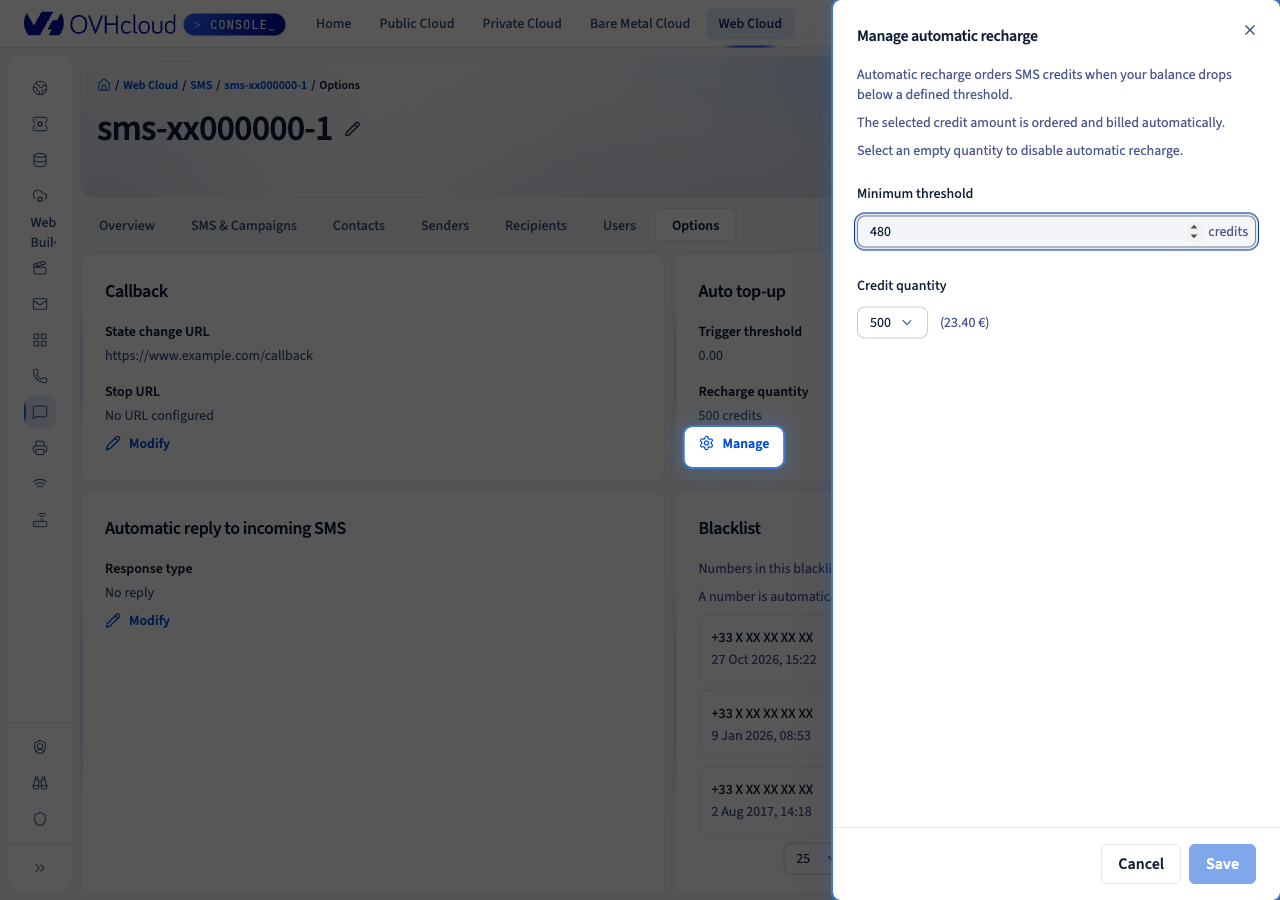 OVHcloud > CONSOLE_
Home Public Cloud Private Cloud Bare Metal Cloud Web Cloud
/ Web Cloud / SMS / sms-xx000000-1 / Options
sms-xx000000-1
Web
Buil
Overview SMS & Campaigns Contacts Senders Recipients Users Options
Callback
State change URL
https://www.example.com/callback
Stop URL
No URL configured
Modify
Auto top-up
Trigger threshold
0.00
Recharge quantity
500 credits
Manage
Automatic reply to incoming SMS
Response type
No reply
Modify
Blacklist
Numbers in this blackli
A number is automatic
+33 X XX XX XX XX
27 Oct 2026, 15:22
+33 X XX XX XX XX
9 Jan 2026, 08:53
+33 X XX XX XX XX
2 Aug 2017, 14:18
25
Manage automatic recharge
Automatic recharge orders SMS credits when your balance drops
below a defined threshold.
The selected credit amount is ordered and billed automatically.
Select an empty quantity to disable automatic recharge.
Minimum threshold
480 credits
Credit quantity
500 (23.40 €)
Cancel Save